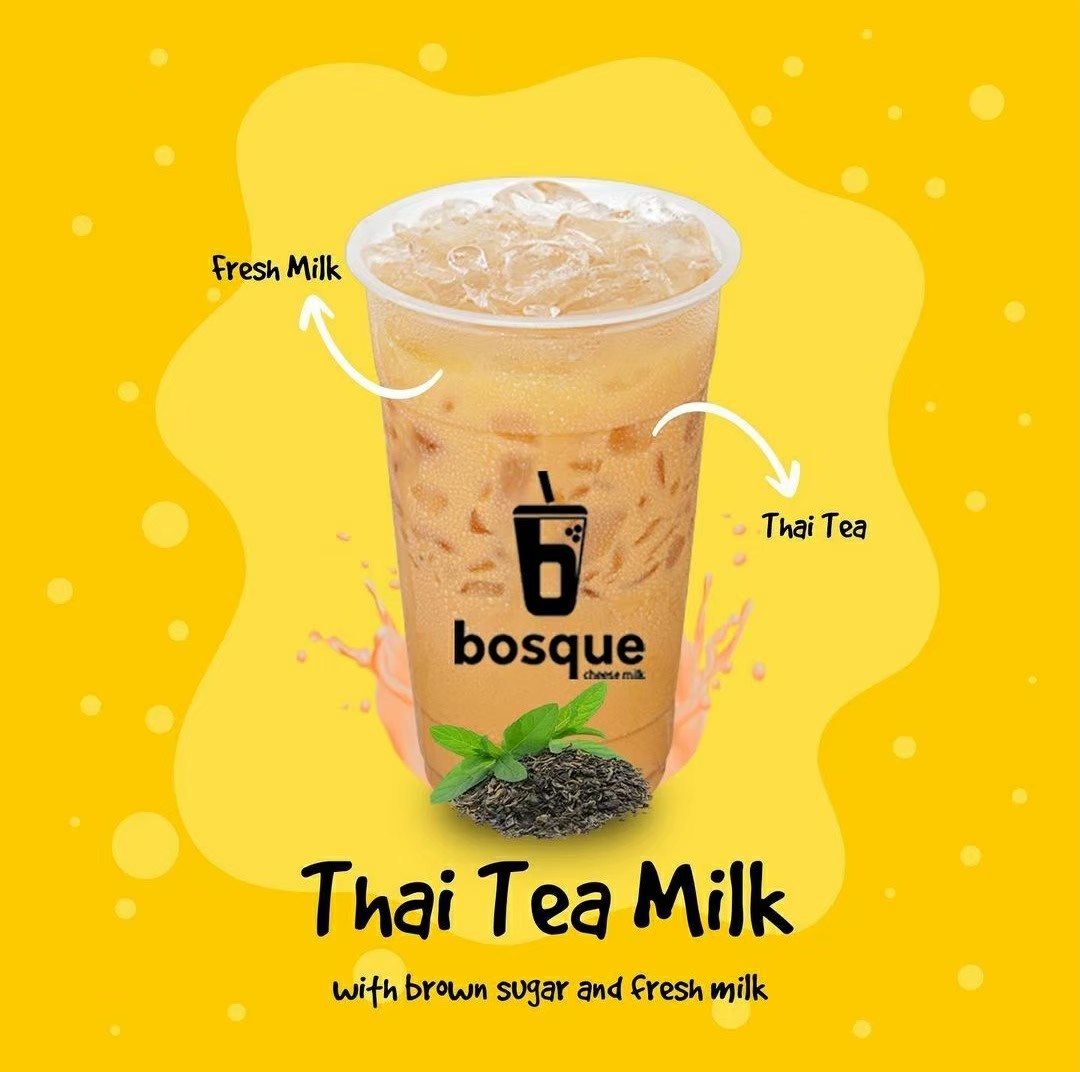 Fresh Milk
Thai Tea
bosque
cheese milk
Thai Tea Milk
with brown sugar and fresh milk